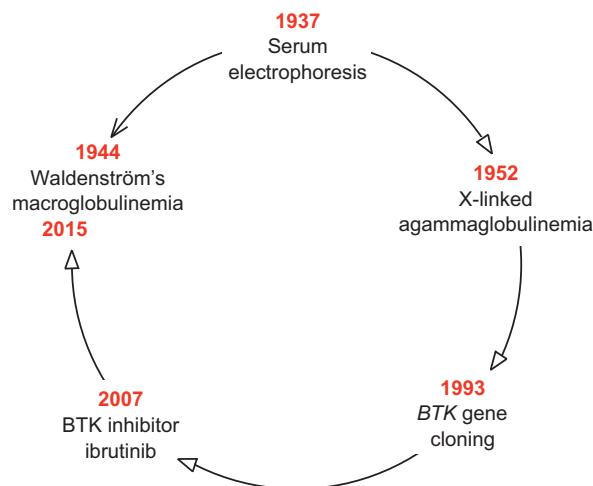 1937
Serum
electrophoresis
1944
Waldenström's
macroglobulinemia
2015
1952
X-linked
agammaglobulinemia
1993
BTK gene
cloning
2007
BTK inhibitor
ibrutinib